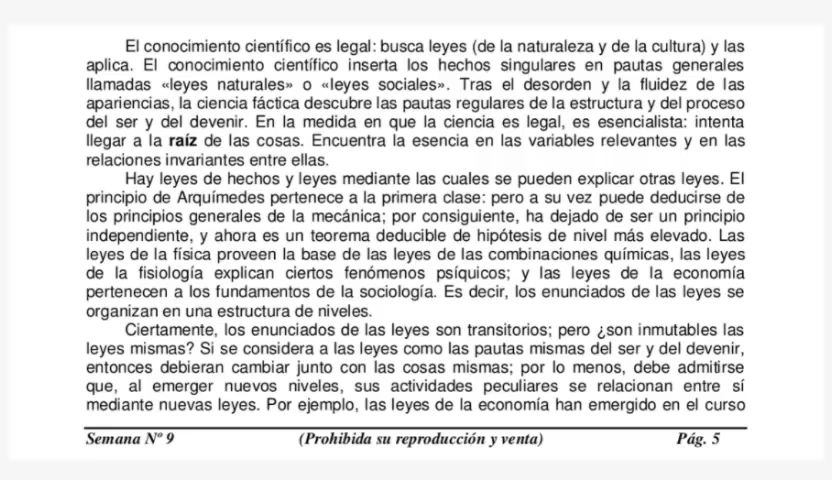 El conocimiento científico es legal: busca leyes (de la naturaleza y de la cultura) y las
aplica. El conocimiento científico inserta los hechos singulares en pautas generales
llamadas «leyes naturales» o «leyes sociales». Tras el desorden y la fluidez de las
apariencias, la ciencia fáctica descubre las pautas regulares de la estructura y del proceso
del ser y del devenir. En la medida en que la ciencia es legal, es esencialista: intenta
llegar a la raíz de las cosas. Encuentra la esencia en las variables relevantes y en las
relaciones invariantes entre ellas.
Hay leyes de hechos y leyes mediante las cuales se pueden explicar otras leyes. El
principio de Arquímedes pertenece a la primera clase: pero a su vez puede deducirse de
los principios generales de la mecánica; por consiguiente, ha dejado de ser un principio
independiente, y ahora es un teorema deducible de hipótesis de nivel más elevado. Las
leyes de la física proveen la base de las leyes de las combinaciones químicas, las leyes
de la fisiología explican ciertos fenómenos psíquicos; y las leyes de la economía
pertenecen a los fundamentos de la sociología. Es decir, los enunciados de las leyes se
organizan en una estructura de niveles.
Ciertamente, los enunciados de las leyes son transitorios; pero ¿son inmutables las
leyes mismas? Si se considera a las leyes como las pautas mismas del ser y del devenir,
entonces debieran cambiar junto con las cosas mismas; por lo menos, debe admitirse
que, al emerger nuevos niveles, sus actividades peculiares se relacionan entre sí
mediante nuevas leyes. Por ejemplo, las leyes de la economía han emergido en el curso
Semana Nº 9 (Prohibida su reproducción y venta) Pág. 5